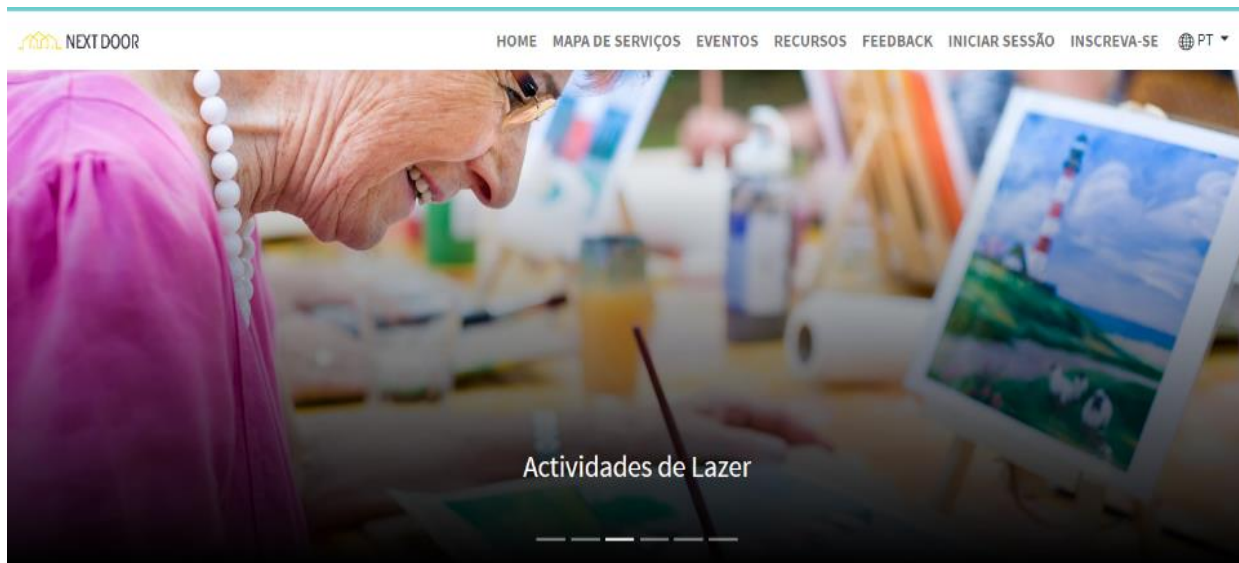 NEXT DOOR
HOME MAPA DE SERVIÇOS EVENTOS RECURSOS FEEDBACK INICIAR SESSÃO INSCREVA-SE PT
Actividades de Lazer